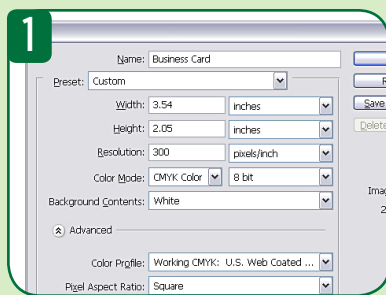 1
Name: Business Card
Preset: Custom
Width: 3.54 inches
Save
Height: 2.05 inches
Delete
Resolution: 300 pixels/inch
Color Mode: CMYK Color 8 bit
Background Contents: White
Advanced
Color Profile: Working CMYK: U.S. Web Coated ...
Pixel Aspect Ratio: Square